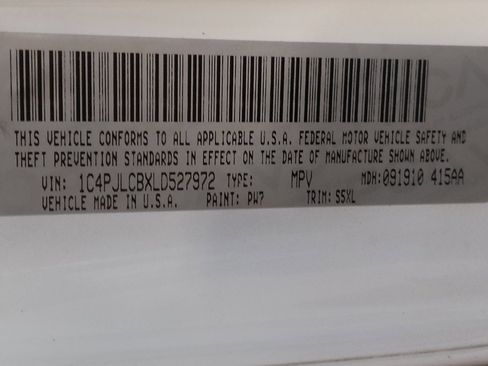 THIS VEHICLE CONFORMS TO ALL APPLICABLE U.S.A. FEDERAL MOTOR VEHICLE SAFETY AND
THEFT PREVENTION STANDARDS IN EFFECT ON THE DATE OF MANUFACTURE SHOWN ABOVE.
VIN: 1C4PJLCBXLD527972 TYPE: MPV MDH:091910 415AA
VEHICLE MADE IN U.S.A. PAINT: PW7 TRIM: S5XL